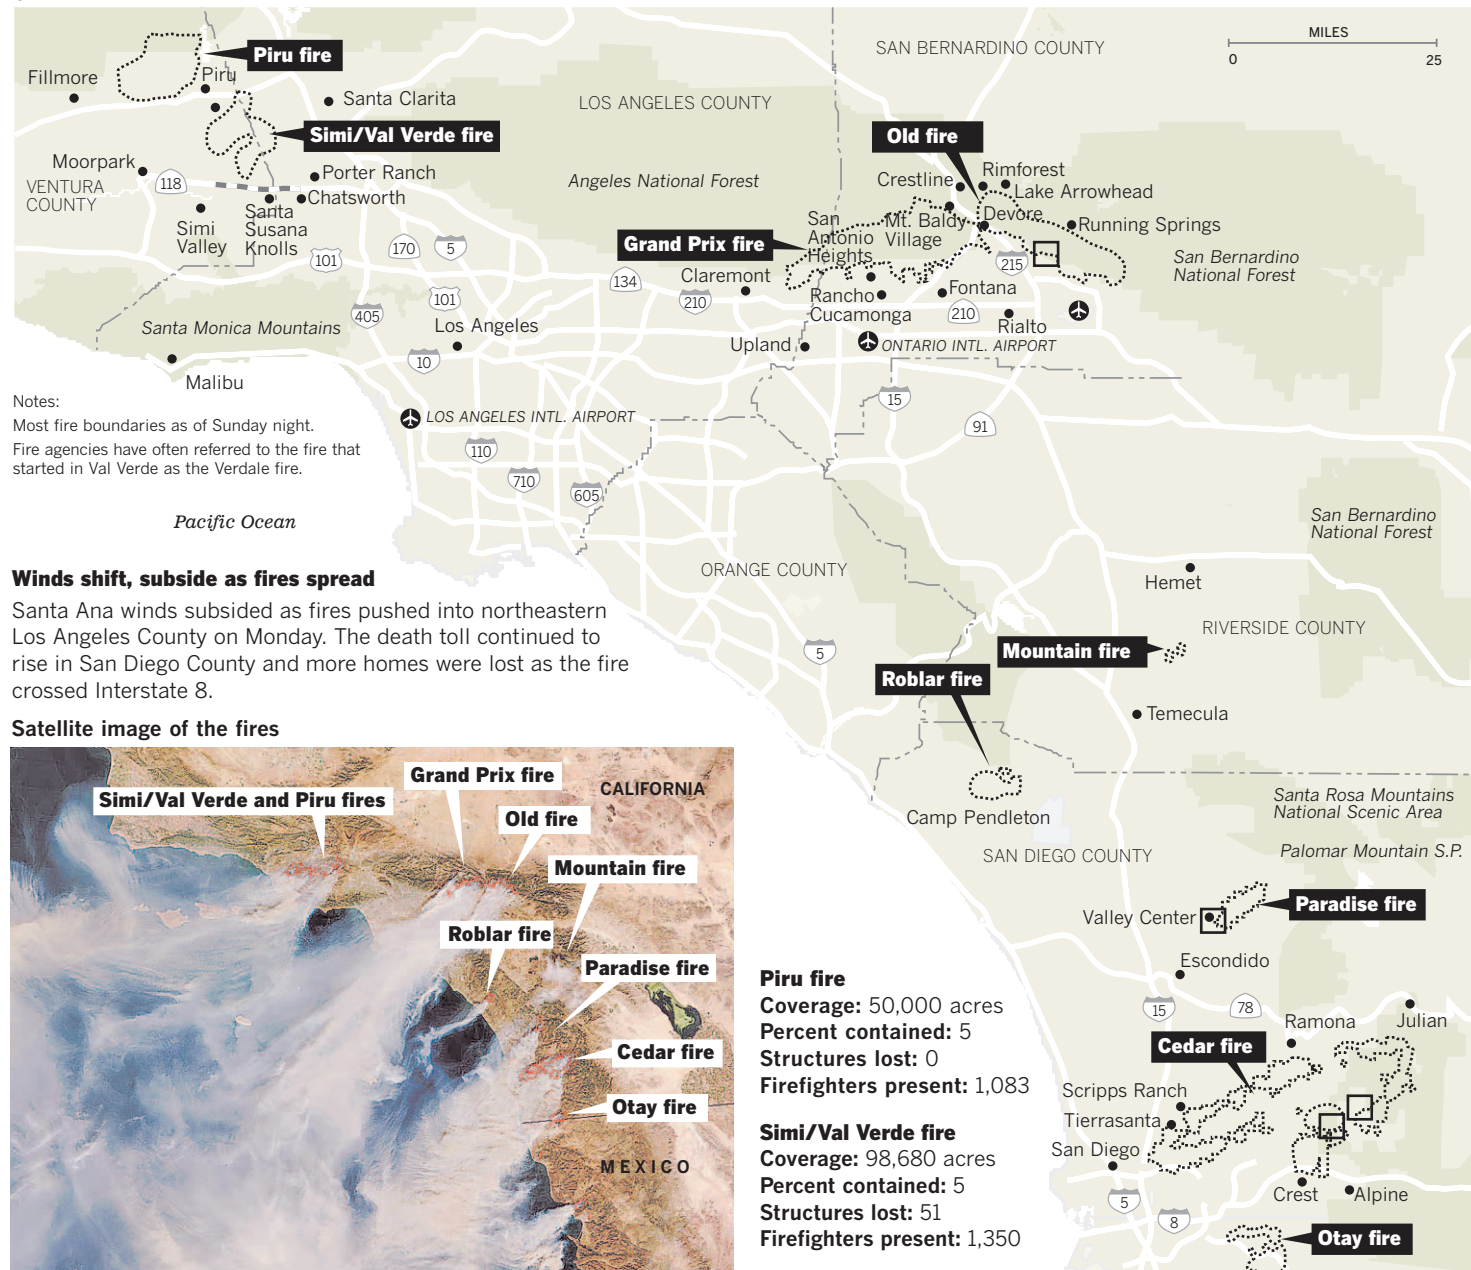 SAN BERNARDINO COUNTY
MILES
0
25
Piru fire
Fillmore
Piru
Santa Clarita
LOS ANGELES COUNTY
Simi/Val Verde fire
Old fire
Moorpark
118
Porter Ranch
Chatsworth
VENTURA
COUNTY
Simi
Valley
Santa
Susana
Knolls
101
170
5
Angeles National Forest
Crestline
Rimforest
Lake Arrowhead
San
Antonio
Heights
Mt. Baldy
Village
Devore
Running Springs
Grand Prix fire
215
San Bernardino
National Forest
134
Claremont
210
101
405
Rancho
Cucamonga
Fontana
210
Rialto
Santa Monica Mountains
Los Angeles
10
Upland
ONTARIO INTL. AIRPORT
Malibu
15
91
LOS ANGELES INTL. AIRPORT
110
710
605
Notes:
Most fire boundaries as of Sunday night.
Fire agencies have often referred to the fire that
started in Val Verde as the Verdale fire.
Pacific Ocean
San Bernardino
National Forest
Winds shift, subside as fires spread
Santa Ana winds subsided as fires pushed into northeastern
Los Angeles County on Monday. The death toll continued to
rise in San Diego County and more homes were lost as the fire
crossed Interstate 8.
ORANGE COUNTY
Hemet
RIVERSIDE COUNTY
5
Mountain fire
Roblar fire
Temecula
Camp Pendleton
SAN DIEGO COUNTY
Santa Rosa Mountains
National Scenic Area
Palomar Mountain S.P.
Satellite image of the fires
Grand Prix fire
CALIFORNIA
Simi/Val Verde and Piru fires
Old fire
Mountain fire
Roblar fire
Paradise fire
Cedar fire
Otay fire
MEXICO
Paradise fire
Valley Center
Escondido
15
78
Ramona
Julian
Cedar fire
Scripps Ranch
Tierrasanta
San Diego
5
8
Crest
Alpine
Otay fire
Piru fire
Coverage: 50,000 acres
Percent contained: 5
Structures lost: 0
Firefighters present: 1,083
Simi/Val Verde fire
Coverage: 98,680 acres
Percent contained: 5
Structures lost: 51
Firefighters present: 1,350